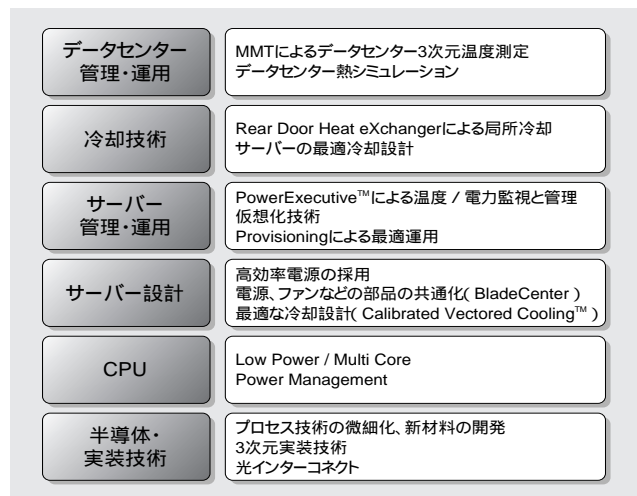 データセンター
管理・運用
MMTによるデータセンター3次元温度測定
データセンター熱シミュレーション
冷却技術
Rear Door Heat eXchangerによる局所冷却
サーバーの最適冷却設計
サーバー
管理・運用
PowerExecutive™による温度 / 電力監視と管理
仮想化技術
Provisioningによる最適運用
サーバー設計
高効率電源の採用
電源、ファンなどの部品の共通化( BladeCenter )
最適な冷却設計( Calibrated Vectored Cooling™ )
CPU
Low Power / Multi Core
Power Management
半導体・
実装技術
プロセス技術の微細化、新材料の開発
3次元実装技術
光インターコネクト